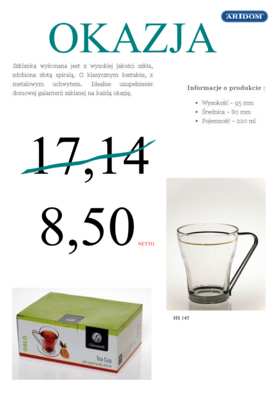 ARTDOM
OKAZJA
Szklanka wykonana jest z wysokiej jakości szkła,
zdobiona złotą spiralą. O klasycznym kształcie, z
metalowym uchwytem. Idealne uzupełnienie
domowej galanterii szklanej na każdą okazję.
Informacje o produkcie :
Wysokość – 95 mm
Średnica – 80 mm
Pojemność – 220 ml
17,14
8,50
NETTO
Tea Cup
HS 147